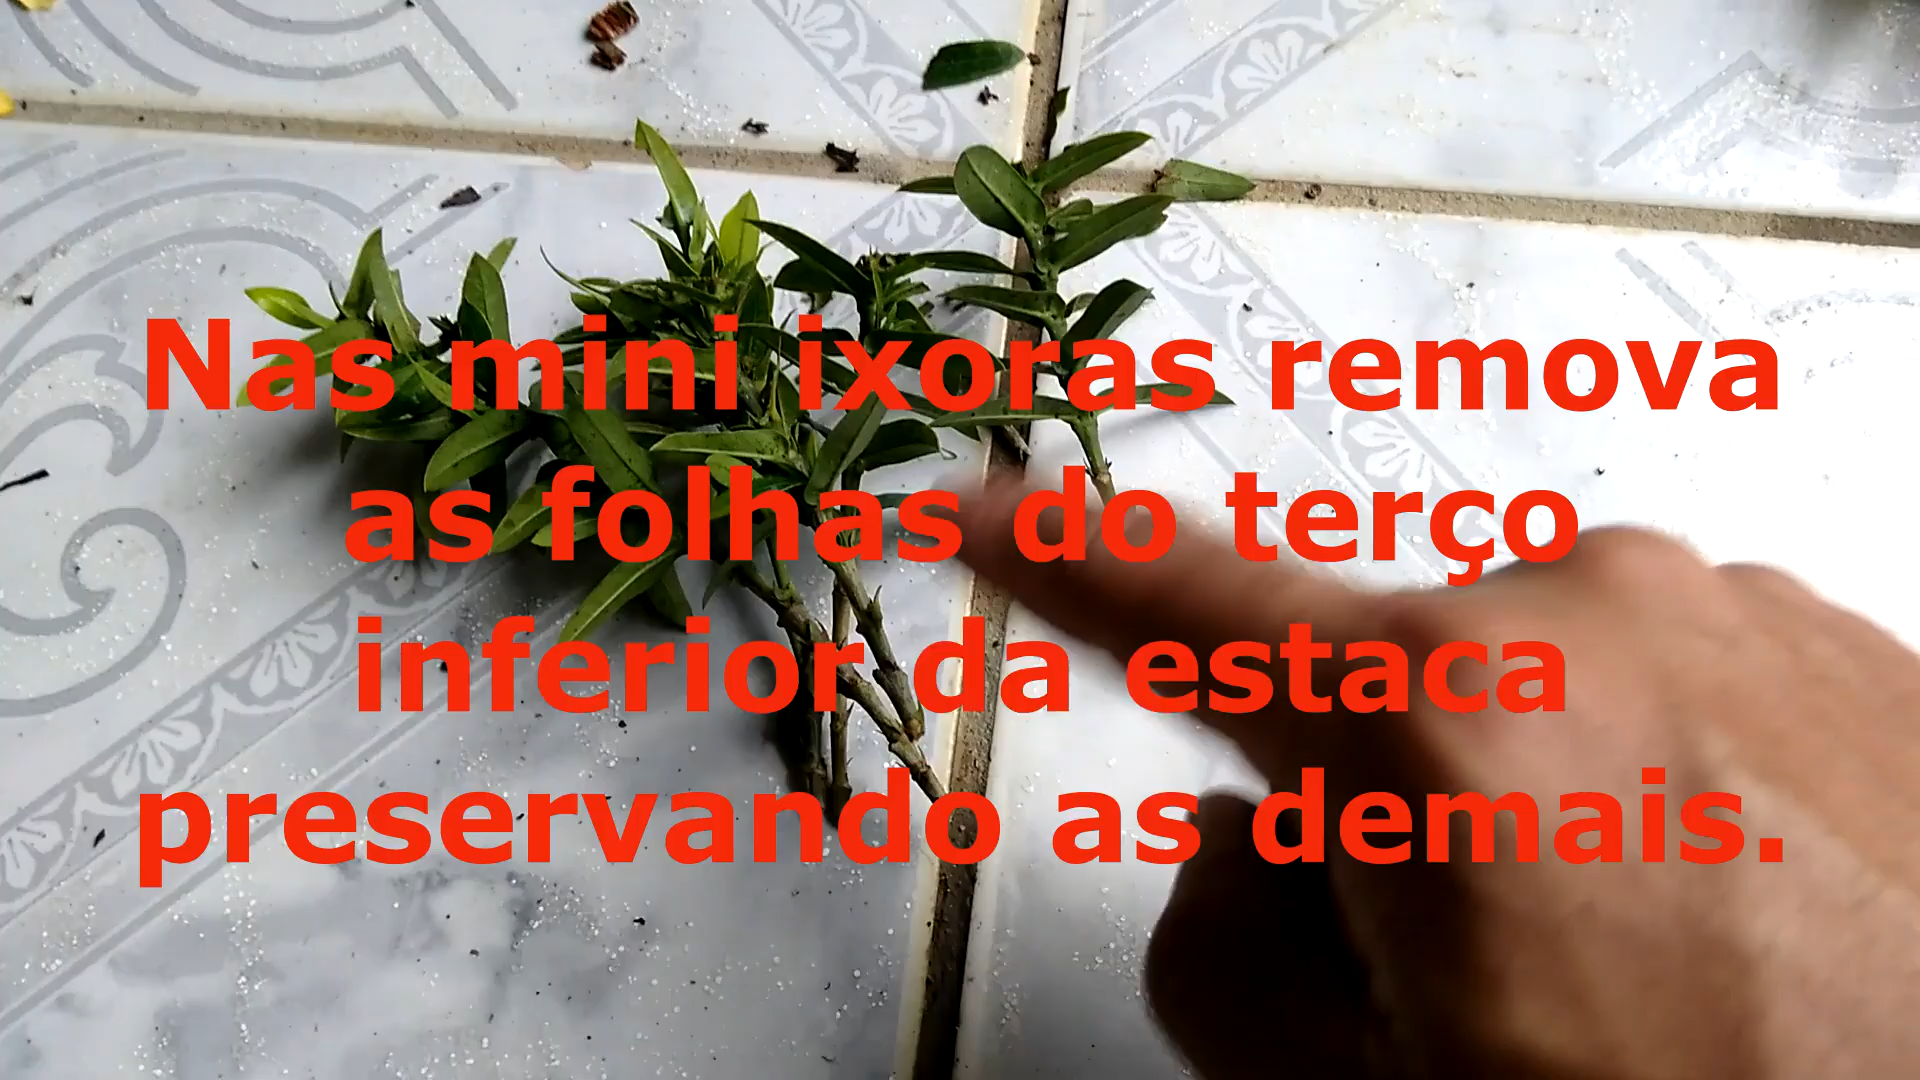 Nas mini ixoras remova
as folhas do terço
inferior da estaca
preservando as demais.